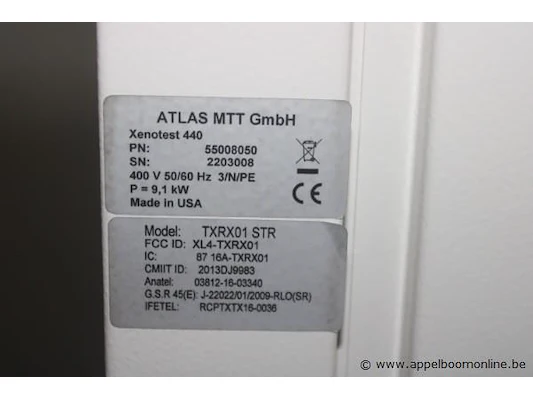 ATLAS MTT GmbH
Xenotest 440
PN: 55008050
SN: 2203008
400 V 50/60 Hz 3/N/PE
P = 9,1 kW
Made in USA
CE
Model: TXRX01 STR
FCC ID: XL4-TXRX01
IC: 87 16A-TXRX01
CMIIT ID: 2013DJ9983
Anatel: 03812-16-03340
G.S.R 45(E): J-22022/01/2009-RLO(SR)
IFETEL: RCPTXTX16-0036
© www.appelboomonline.be